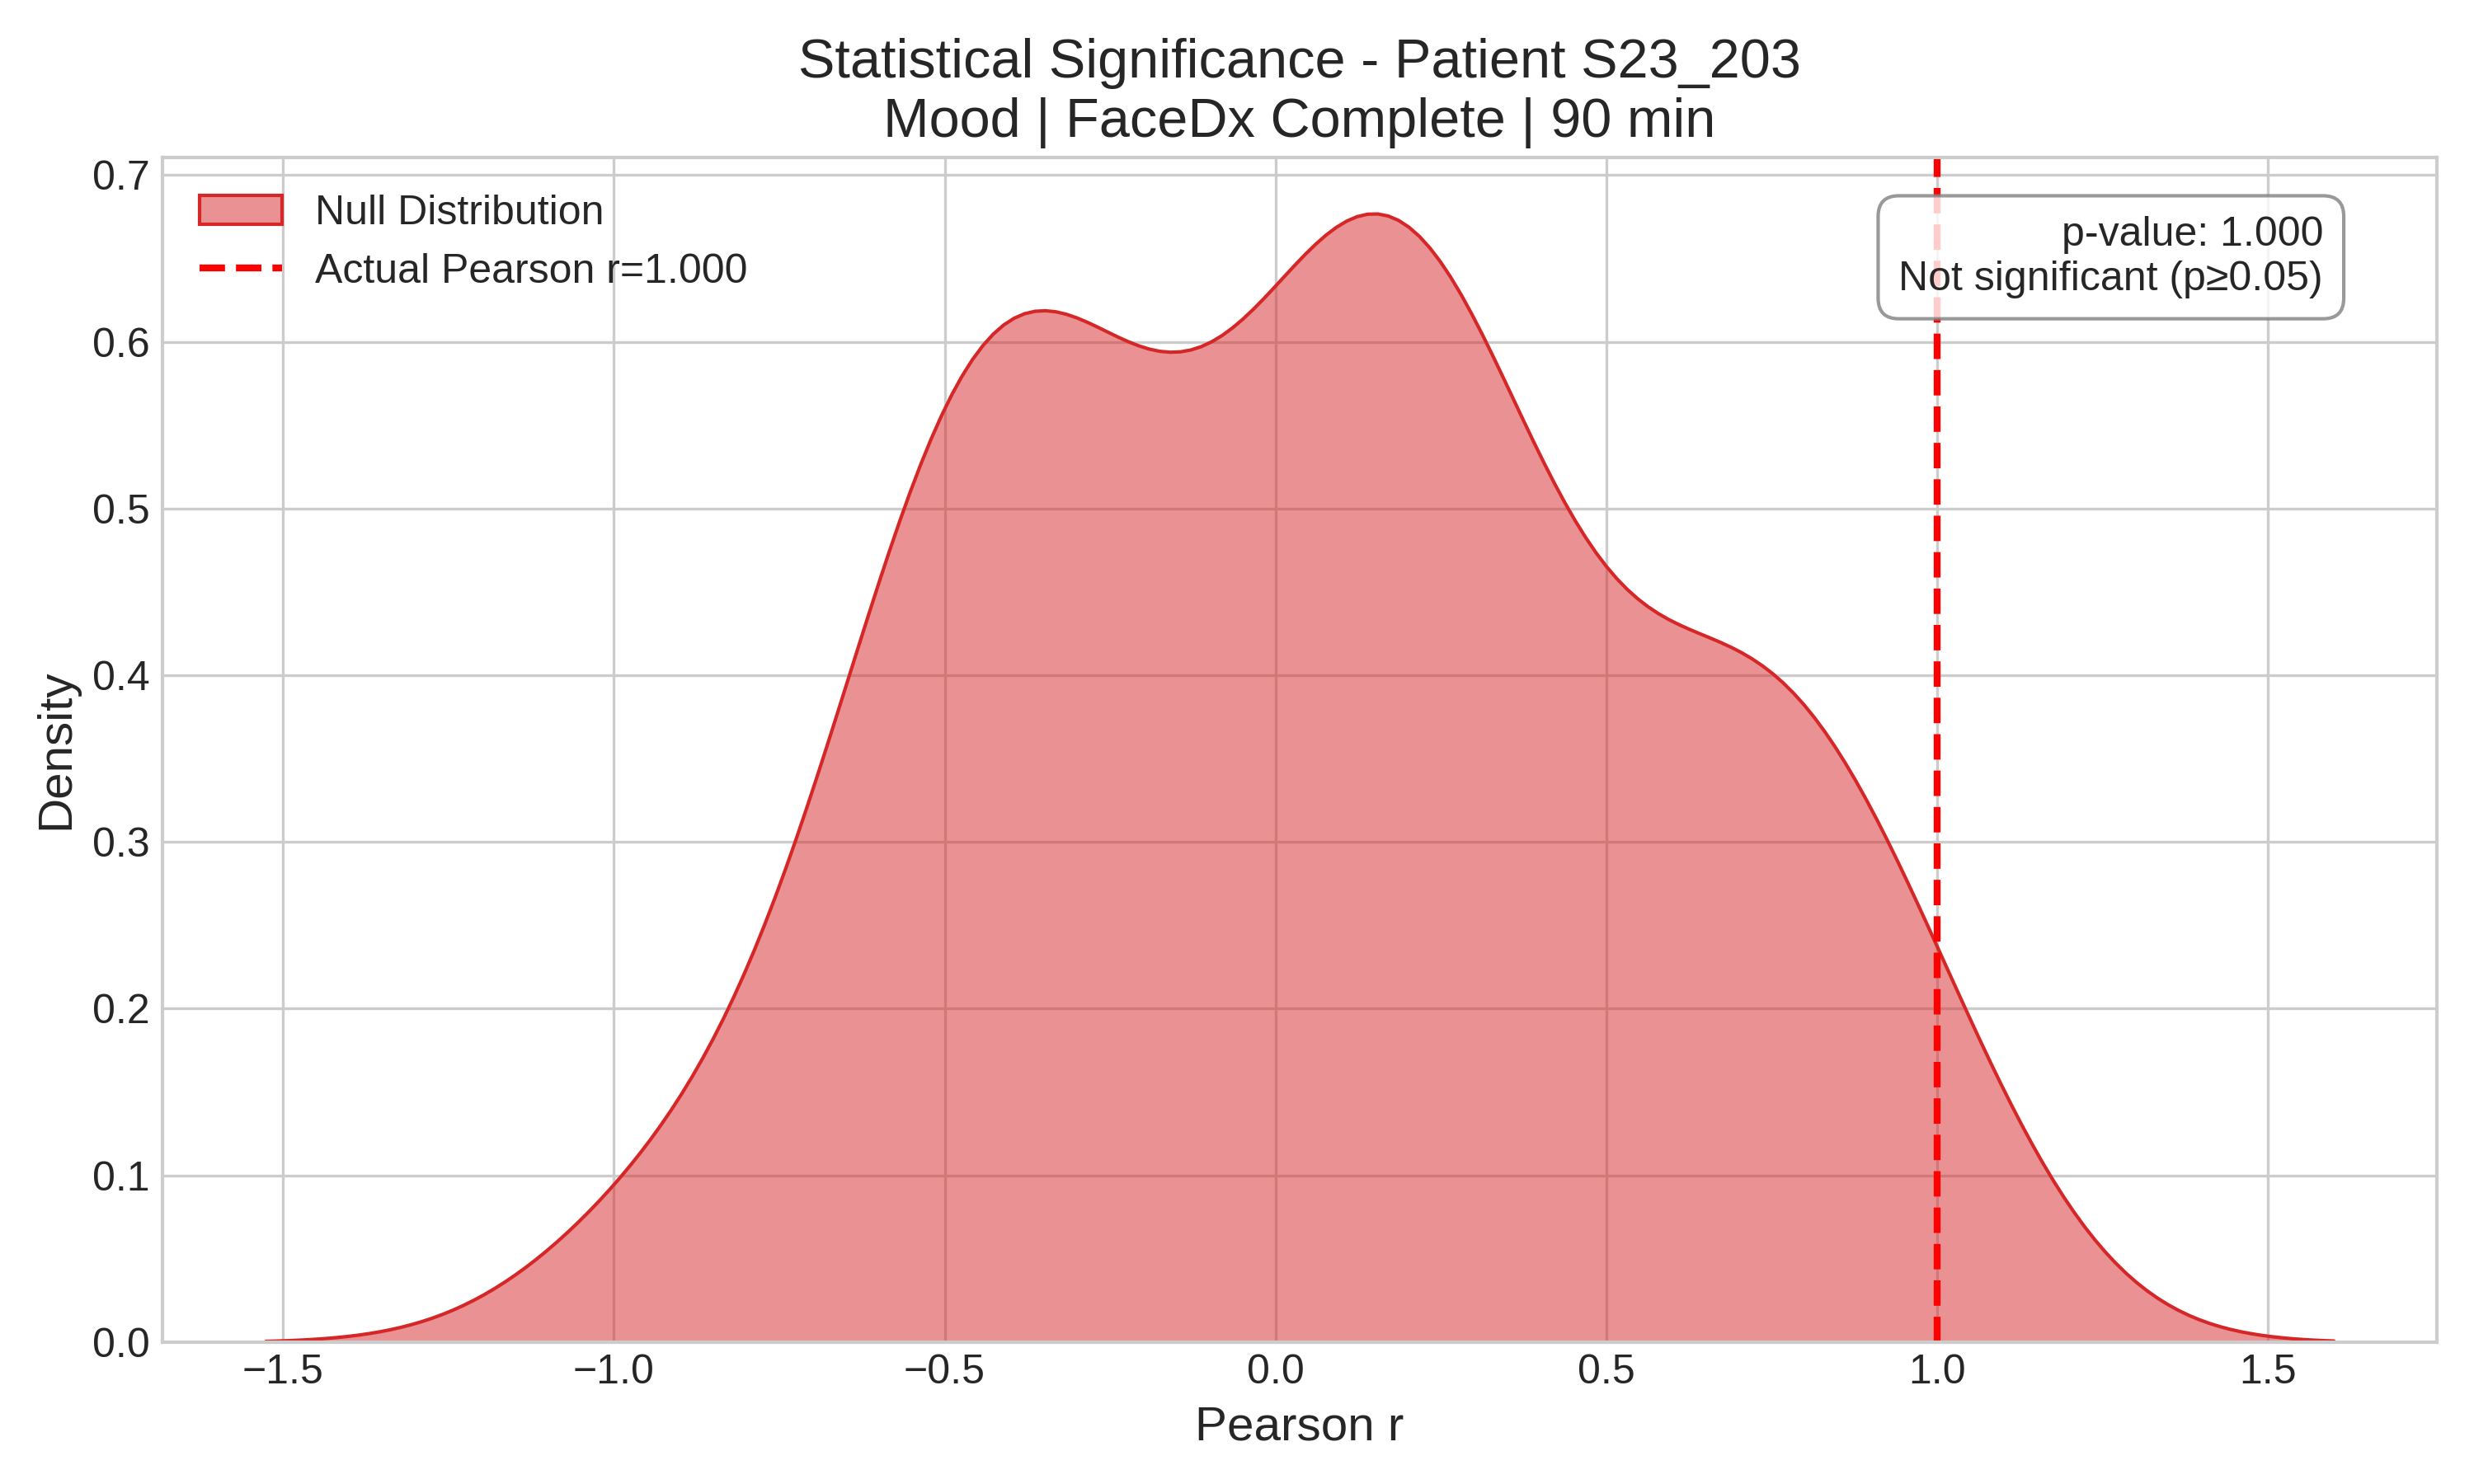 Statistical Significance - Patient S23_203
Mood | FaceDx Complete | 90 min
Null Distribution
Actual Pearson r=1.000
p-value: 1.000
Not significant (p≥0.05)
Density
0.7
0.6
0.5
0.4
0.3
0.2
0.1
0.0
−1.5 −1.0 −0.5 0.0 0.5 1.0 1.5
Pearson r